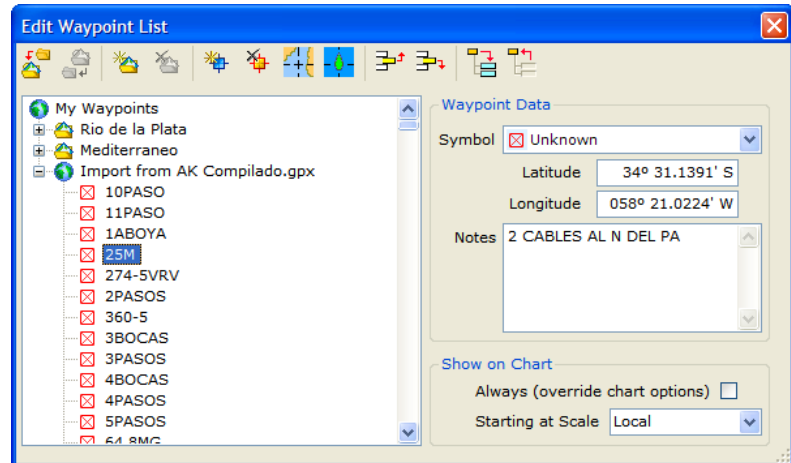 Edit Waypoint List
My Waypoints
Rio de la Plata
Mediterraneo
Import from AK Compilado.gpx
10PASO
11PASO
1ABOYA
25M
274-5VRV
2PASOS
360-5
3BOCAS
3PASOS
4BOCAS
4PASOS
5PASOS
64.8MG
Waypoint Data
Symbol Unknown
Latitude 34º 31.1391' S
Longitude 058º 21.0224' W
Notes 2 CABLES AL N DEL PA
Show on Chart
Always (override chart options)
Starting at Scale Local